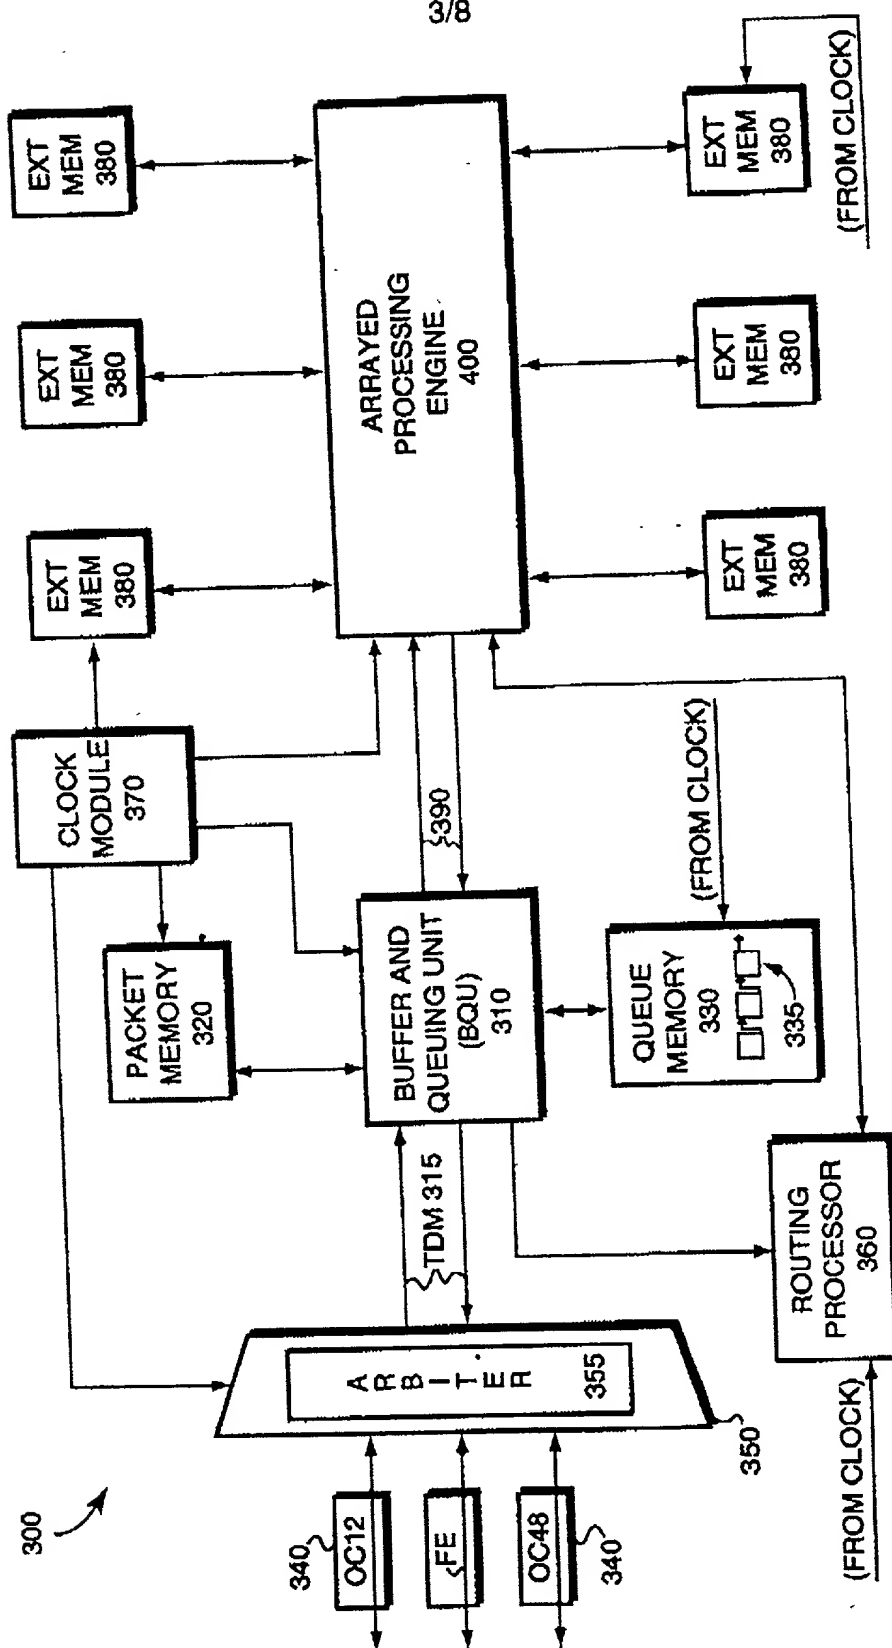 3/8
300
340
OC12
FE
OC48
340
ARBITER
355
350
TDM 315
CLOCK
MODULE
370
PACKET
MEMORY
320
BUFFER AND
QUEUING UNIT
(BQU)
310
390
QUEUE
MEMORY
330
335
(FROM CLOCK)
ROUTING
PROCESSOR
360
(FROM CLOCK)
ARRAYED
PROCESSING
ENGINE
400
EXT
MEM
380
EXT
MEM
380
EXT
MEM
380
EXT
MEM
380
EXT
MEM
380
EXT
MEM
380
(FROM CLOCK)